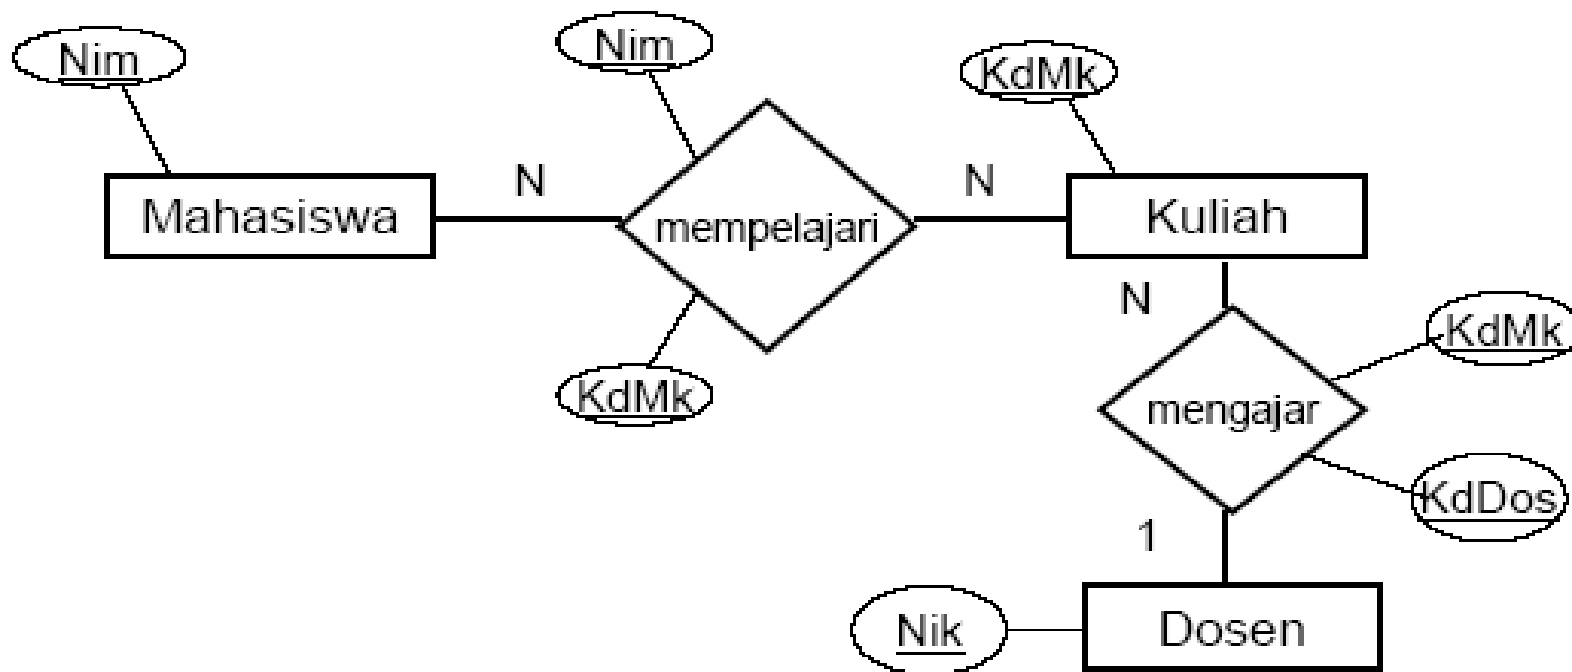 Nim
Nim
KdMk
Mahasiswa
N
mempelajari
N
Kuliah
KdMk
N
KdMk
mengajar
KdDos
1
Nik
Dosen